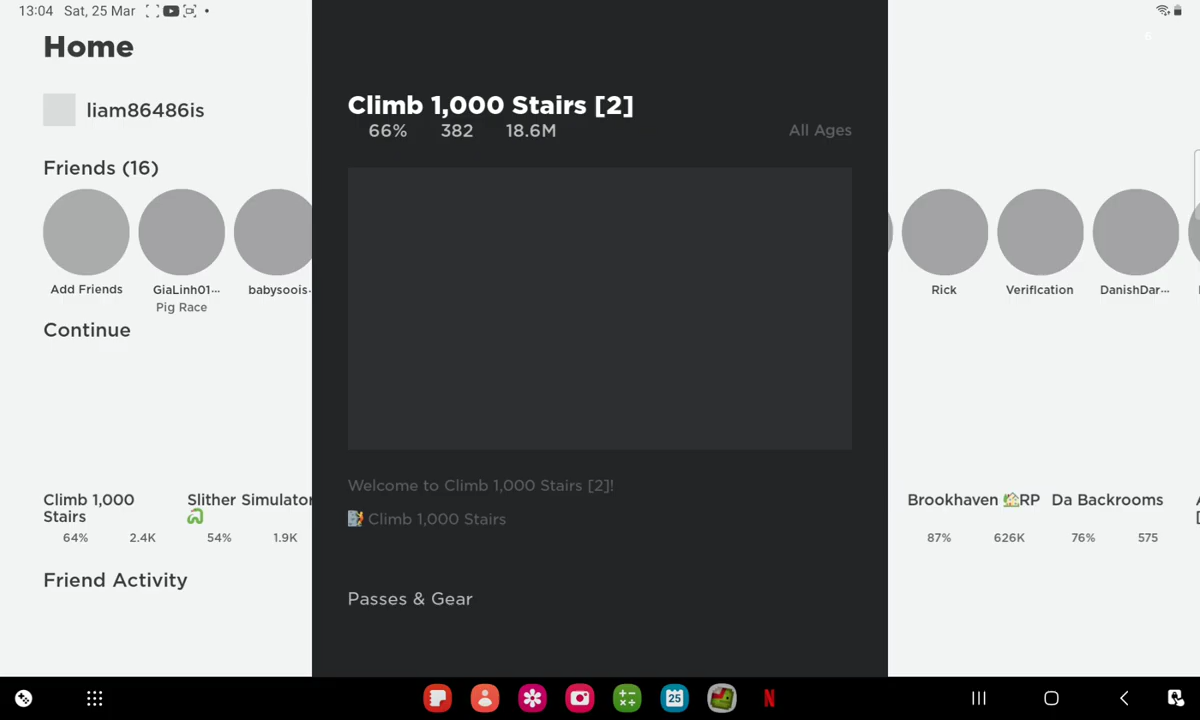 13:04 Sat, 25 Mar
Home
liam86486is
Friends (16)
Add Friends
GiaLinh01...
babysoois.
Pig Race
Continue
Climb 1,000
Stairs
Slither Simulator
64% 2.4K 54% 1.9K
Friend Activity
Climb 1,000 Stairs [2]
66% 382 18.6M All Ages
Welcome to Climb 1,000 Stairs [2]!
Climb 1,000 Stairs
Passes & Gear
Rick
Verification
DanishDar...
Brookhaven 🏡RP
Da Backrooms
87% 626K 76% 575
25
N